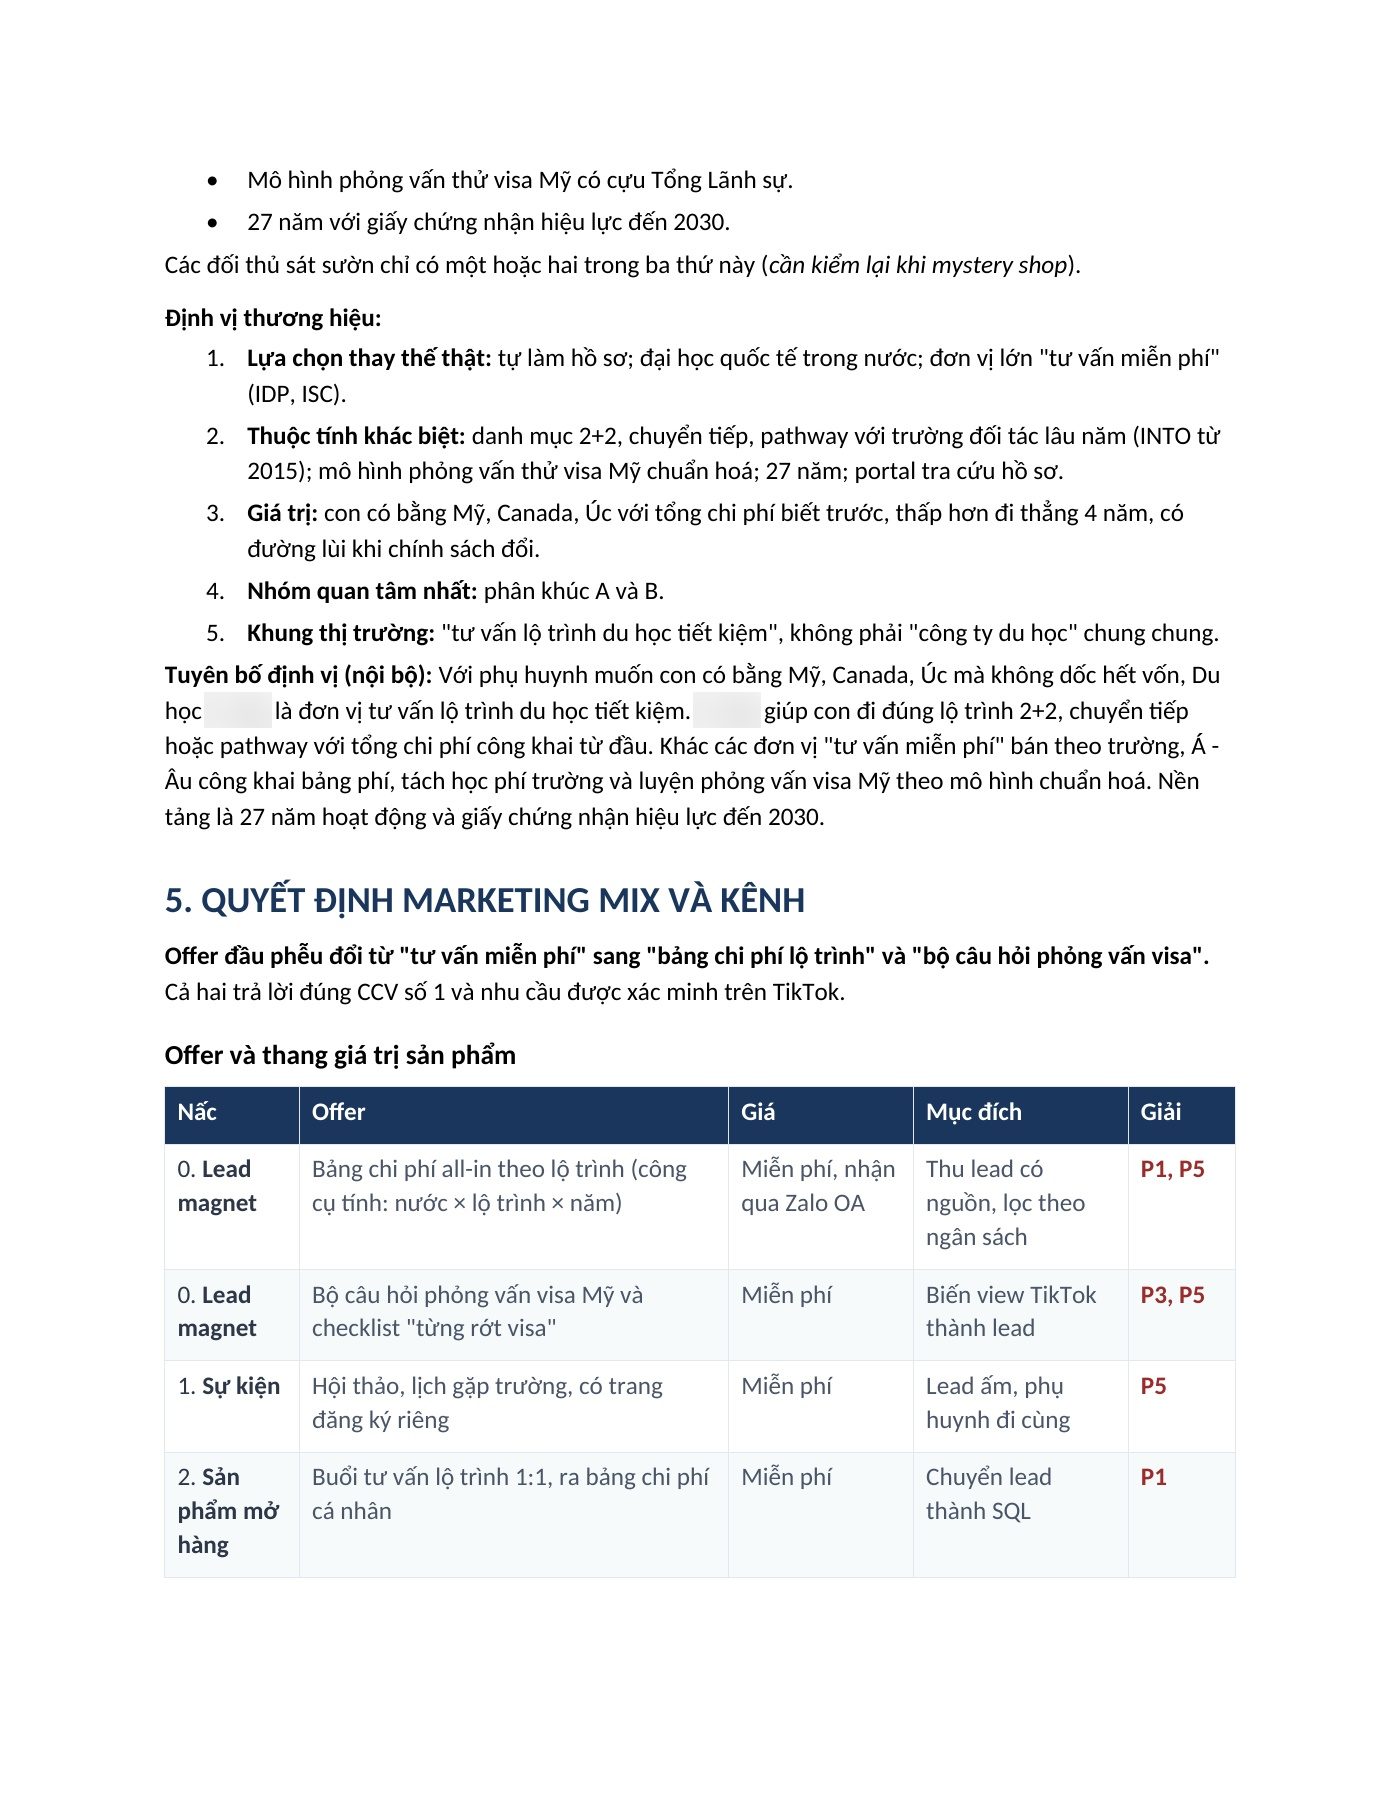 • Mô hình phỏng vấn thử visa Mỹ có cựu Tổng Lãnh sự.
• 27 năm với giấy chứng nhận hiệu lực đến 2030.
Các đối thủ sát sườn chỉ có một hoặc hai trong ba thứ này (cần kiểm lại khi mystery shop).
Định vị thương hiệu:
1. Lựa chọn thay thế thật: tự làm hồ sơ; đại học quốc tế trong nước; đơn vị lớn "tư vấn miễn phí"
(IDP, ISC).
2. Thuộc tính khác biệt: danh mục 2+2, chuyển tiếp, pathway với trường đối tác lâu năm (INTO từ
2015); mô hình phỏng vấn thử visa Mỹ chuẩn hoá; 27 năm; portal tra cứu hồ sơ.
3. Giá trị: con có bằng Mỹ, Canada, Úc với tổng chi phí biết trước, thấp hơn đi thẳng 4 năm, có
đường lùi khi chính sách đổi.
4. Nhóm quan tâm nhất: phân khúc A và B.
5. Khung thị trường: "tư vấn lộ trình du học tiết kiệm", không phải "công ty du học" chung chung.
Tuyên bố định vị (nội bộ): Với phụ huynh muốn con có bằng Mỹ, Canada, Úc mà không dốc hết vốn, Du
học là đơn vị tư vấn lộ trình du học tiết kiệm. giúp con đi đúng lộ trình 2+2, chuyển tiếp
hoặc pathway với tổng chi phí công khai từ đầu. Khác các đơn vị "tư vấn miễn phí" bán theo trường, Á -
Âu công khai bảng phí, tách học phí trường và luyện phỏng vấn visa Mỹ theo mô hình chuẩn hoá. Nền
tảng là 27 năm hoạt động và giấy chứng nhận hiệu lực đến 2030.
5. QUYẾT ĐỊNH MARKETING MIX VÀ KÊNH
Offer đầu phễu đổi từ "tư vấn miễn phí" sang "bảng chi phí lộ trình" và "bộ câu hỏi phỏng vấn visa".
Cả hai trả lời đúng CCV số 1 và nhu cầu được xác minh trên TikTok.
Offer và thang giá trị sản phẩm
Nấc Offer Giá Mục đích Giải
0. Lead Bảng chi phí all-in theo lộ trình (công Miễn phí, nhận Thu lead có P1, P5
magnet cụ tính: nước × lộ trình × năm) qua Zalo OA nguồn, lọc theo
ngân sách
0. Lead Bộ câu hỏi phỏng vấn visa Mỹ và Miễn phí Biến view TikTok P3, P5
magnet checklist "từng rớt visa" thành lead
1. Sự kiện Hội thảo, lịch gặp trường, có trang Miễn phí Lead ấm, phụ P5
đăng ký riêng huynh đi cùng
2. Sản Buổi tư vấn lộ trình 1:1, ra bảng chi phí Miễn phí Chuyển lead P1
phẩm mở cá nhân thành SQL
hàng